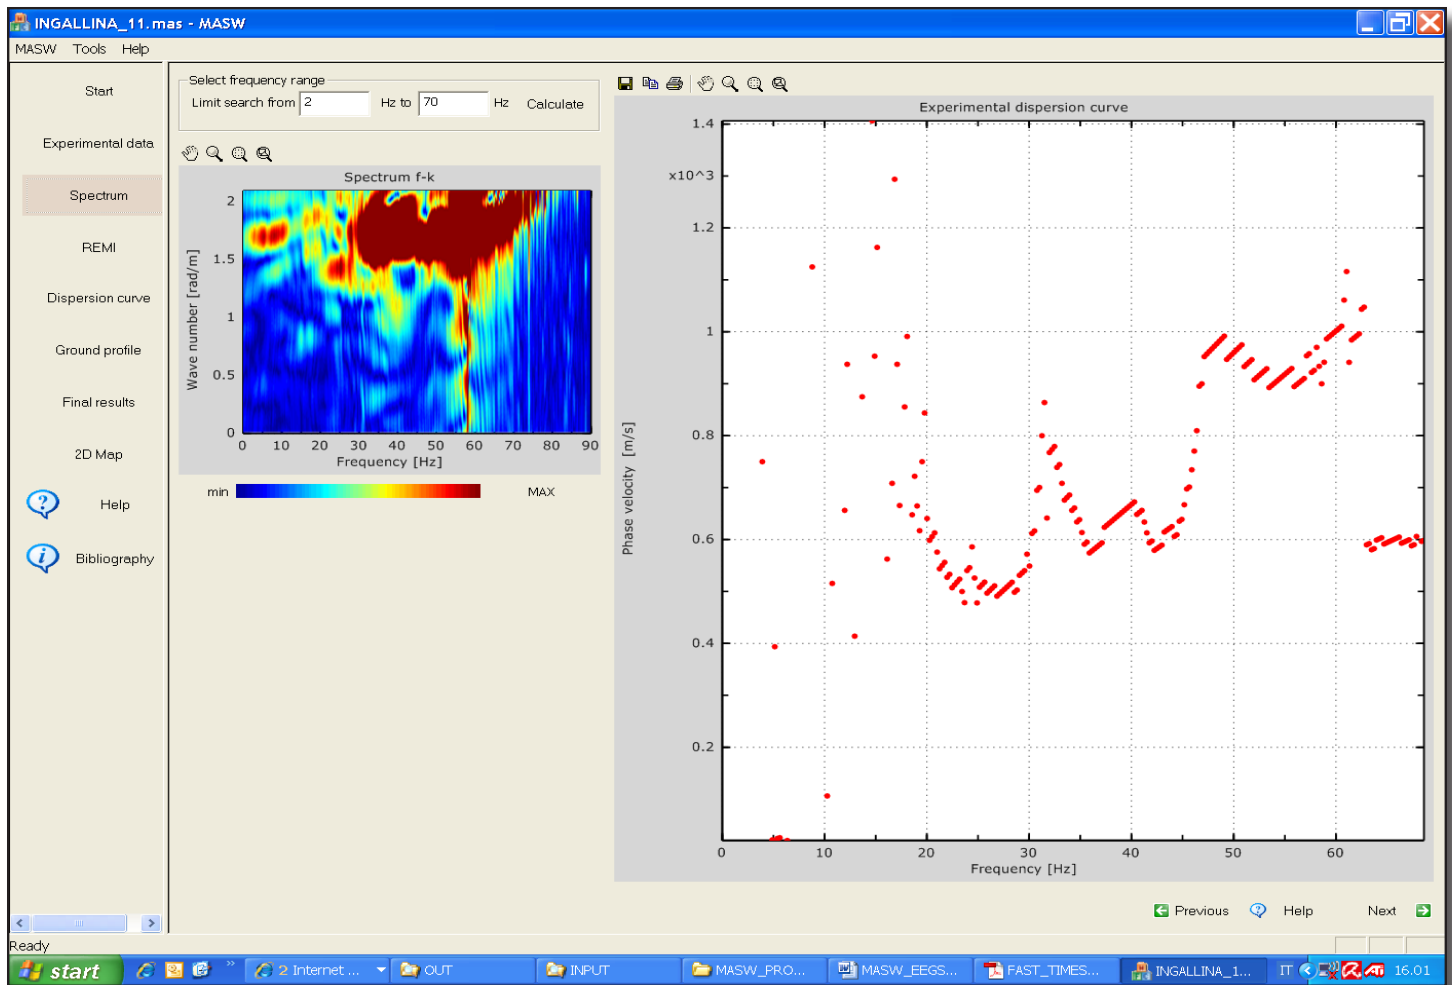 INGALLINA_11.mas - MASW
MASW Tools Help
Start
Experimental data
Spectrum
REMI
Dispersion curve
Ground profile
Final results
2D Map
Help
Bibliography
Select frequency range
Limit search from 2 Hz to 70 Hz Calculate
Spectrum f-k
2
1.5
1
0.5
0
Wave number [rad/m]
0 10 20 30 40 50 60 70 80 90
Frequency [Hz]
min MAX
Experimental dispersion curve
1.4
x10^3
1.2
1
0.8
0.6
0.4
0.2
Phase velocity [m/s]
0 10 20 30 40 50 60
Frequency [Hz]
Previous Help Next
Ready
start » 2 Internet ... OUT INPUT MASW_PRO... MASW_EEGS... FAST_TIMES... INGALLINA_1... IT ATI 16.01